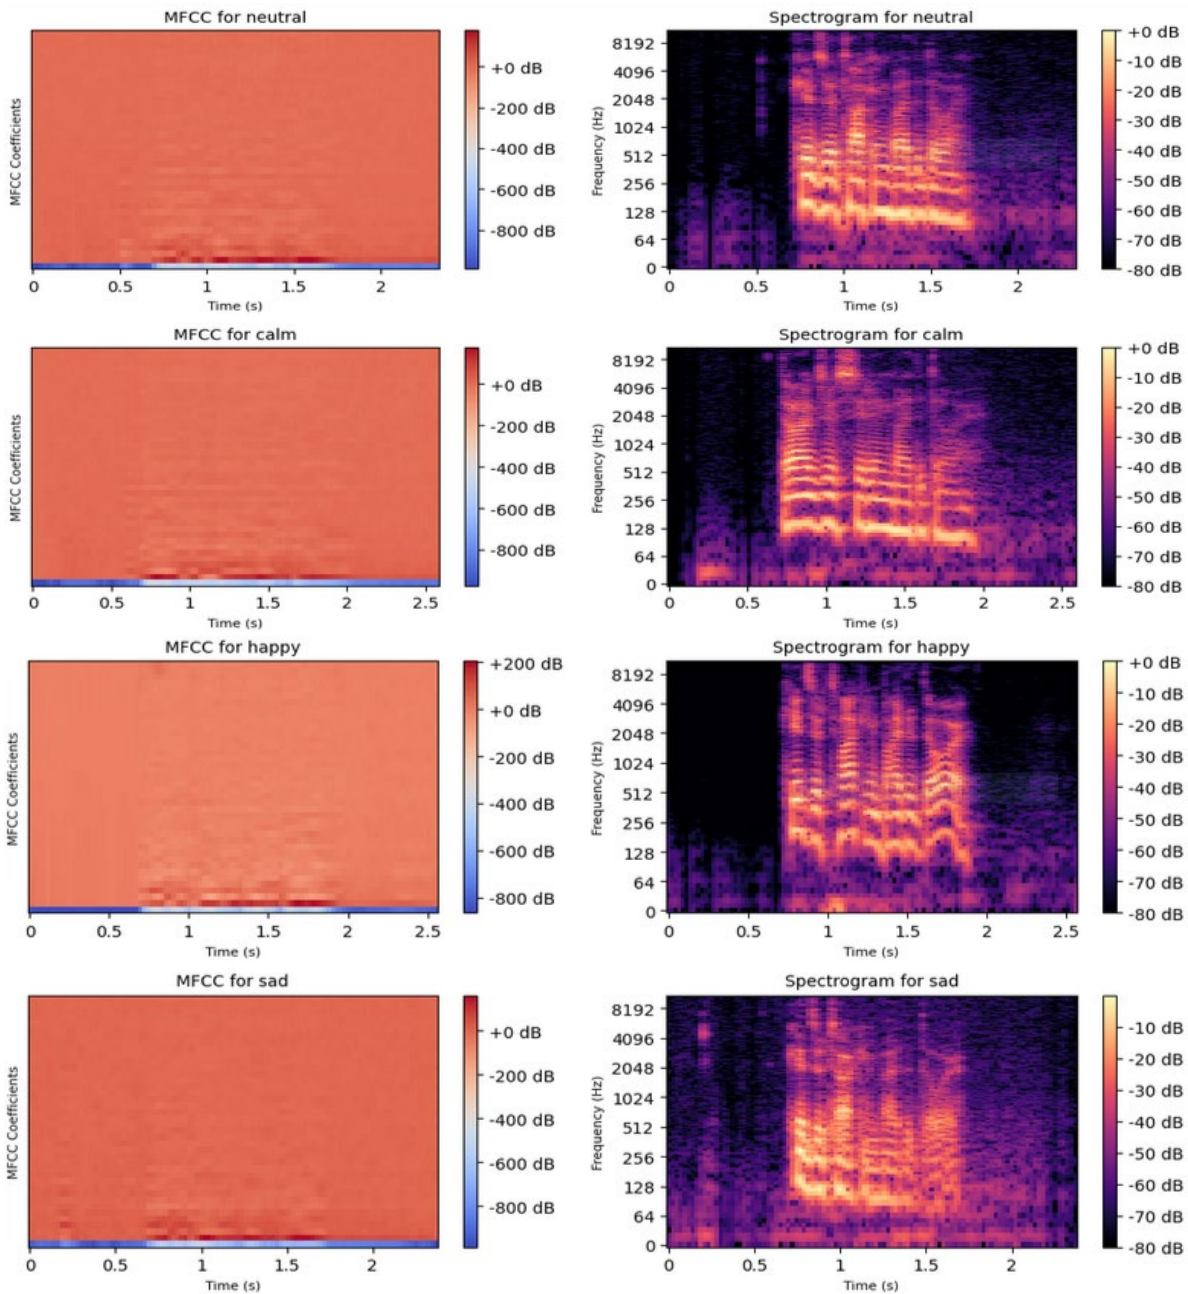 MFCC for neutral
MFCC Coefficients
+0 dB
-200 dB
-400 dB
-600 dB
-800 dB
0 0.5 1 1.5 2
Time (s)
Spectrogram for neutral
Frequency (Hz)
8192
4096
2048
1024
512
256
128
64
0
0 0.5 1 1.5 2
Time (s)
+0 dB
-10 dB
-20 dB
-30 dB
-40 dB
-50 dB
-60 dB
-70 dB
-80 dB
MFCC for calm
MFCC Coefficients
+0 dB
-200 dB
-400 dB
-600 dB
-800 dB
0 0.5 1 1.5 2 2.5
Time (s)
Spectrogram for calm
Frequency (Hz)
8192
4096
2048
1024
512
256
128
64
0
0 0.5 1 1.5 2 2.5
Time (s)
+0 dB
-10 dB
-20 dB
-30 dB
-40 dB
-50 dB
-60 dB
-70 dB
-80 dB
MFCC for happy
MFCC Coefficients
+200 dB
+0 dB
-200 dB
-400 dB
-600 dB
-800 dB
0 0.5 1 1.5 2 2.5
Time (s)
Spectrogram for happy
Frequency (Hz)
8192
4096
2048
1024
512
256
128
64
0
0 0.5 1 1.5 2 2.5
Time (s)
+0 dB
-10 dB
-20 dB
-30 dB
-40 dB
-50 dB
-60 dB
-70 dB
-80 dB
MFCC for sad
MFCC Coefficients
+0 dB
-200 dB
-400 dB
-600 dB
-800 dB
0 0.5 1 1.5 2
Time (s)
Spectrogram for sad
Frequency (Hz)
8192
4096
2048
1024
512
256
128
64
0
0 0.5 1 1.5 2
Time (s)
-10 dB
-20 dB
-30 dB
-40 dB
-50 dB
-60 dB
-70 dB
-80 dB